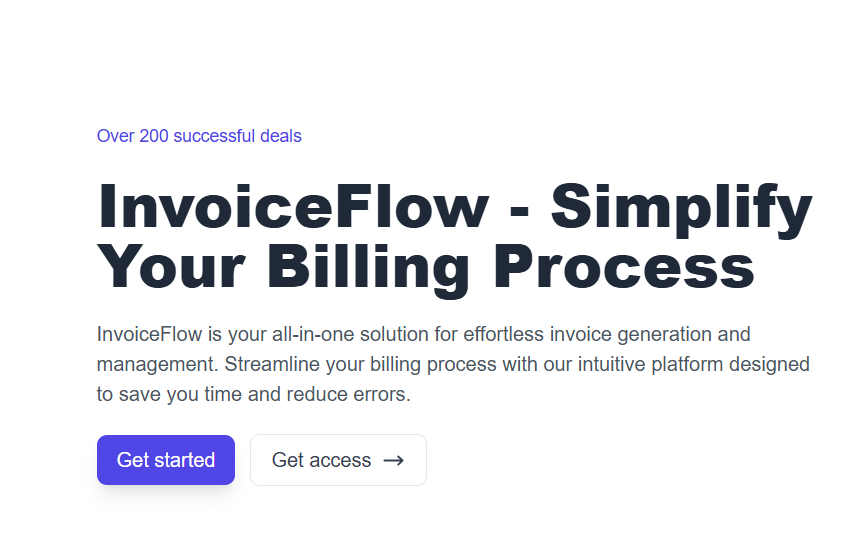 Over 200 successful deals
InvoiceFlow - Simplify
Your Billing Process
InvoiceFlow is your all-in-one solution for effortless invoice generation and
management. Streamline your billing process with our intuitive platform designed
to save you time and reduce errors.
Get started
Get access →